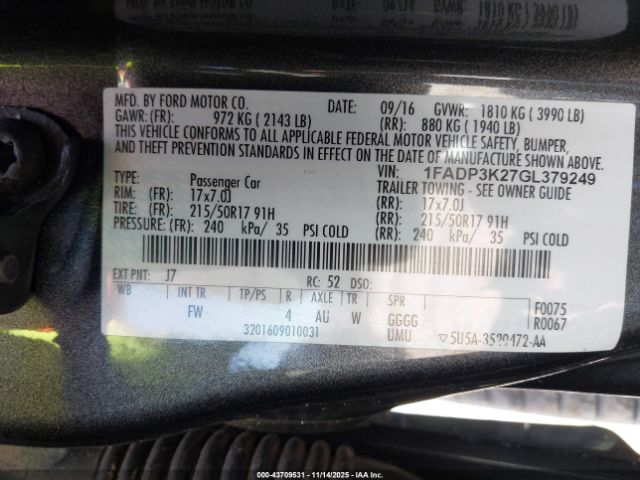 MFD. BY FORD MOTOR CO. DATE: 09/16 GVWR: 1810 KG ( 3990 LB)
GAWR: (FR): 972 KG ( 2143 LB) (RR): 880 KG ( 1940 LB)
THIS VEHICLE CONFORMS TO ALL APPLICABLE FEDERAL MOTOR VEHICLE SAFETY, BUMPER,
AND THEFT PREVENTION STANDARDS IN EFFECT ON THE DATE OF MANUFACTURE SHOWN ABOVE.
VIN: 1FADP3K27GL379249
TYPE: Passenger Car TRAILER TOWING - SEE OWNER GUIDE
RIM: (FR): 17x7.0J (RR): 17x7.0J
TIRE: (FR): 215/50R17 91H (RR): 215/50R17 91H
PRESSURE: (FR): 240 kPa/ 35 PSI COLD (RR): 240 kPa/ 35 PSI COLD
EXT PNT: J7 RC: 52 DSO:
WB INT TR TP/PS R AXLE TR SPR F0075
FW 4 AU W GGGG R0067
3201609010031 UMU ▽5U5A-3520472-AA
000-43709531 - 11/14/2025 - IAA.com